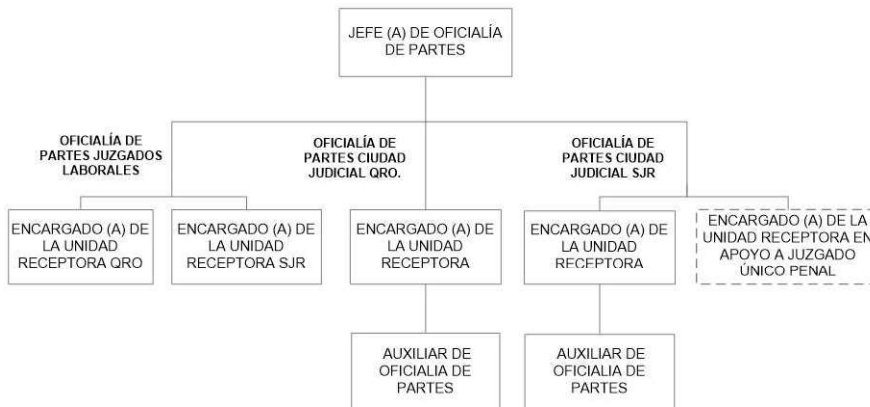 JEFE (A) DE OFICIALÍA
DE PARTES
OFICIALÍA DE
PARTES JUZGADOS
LABORALES
OFICIALÍA DE
PARTES CIUDAD
JUDICIAL QRO.
OFICIALÍA DE
PARTES CIUDAD
JUDICIAL SJR
ENCARGADO (A) DE
LA UNIDAD
RECEPTORA QRO
ENCARGADO (A) DE
LA UNIDAD
RECEPTORA SJR
ENCARGADO (A) DE
LA UNIDAD
RECEPTORA
ENCARGADO (A) DE
LA UNIDAD
RECEPTORA
ENCARGADO (A) DE LA
UNIDAD RECEPTORA EN
APOYO A JUZGADO
ÚNICO PENAL
AUXILIAR DE
OFICIALIA DE
PARTES
AUXILIAR DE
OFICIALIA DE
PARTES